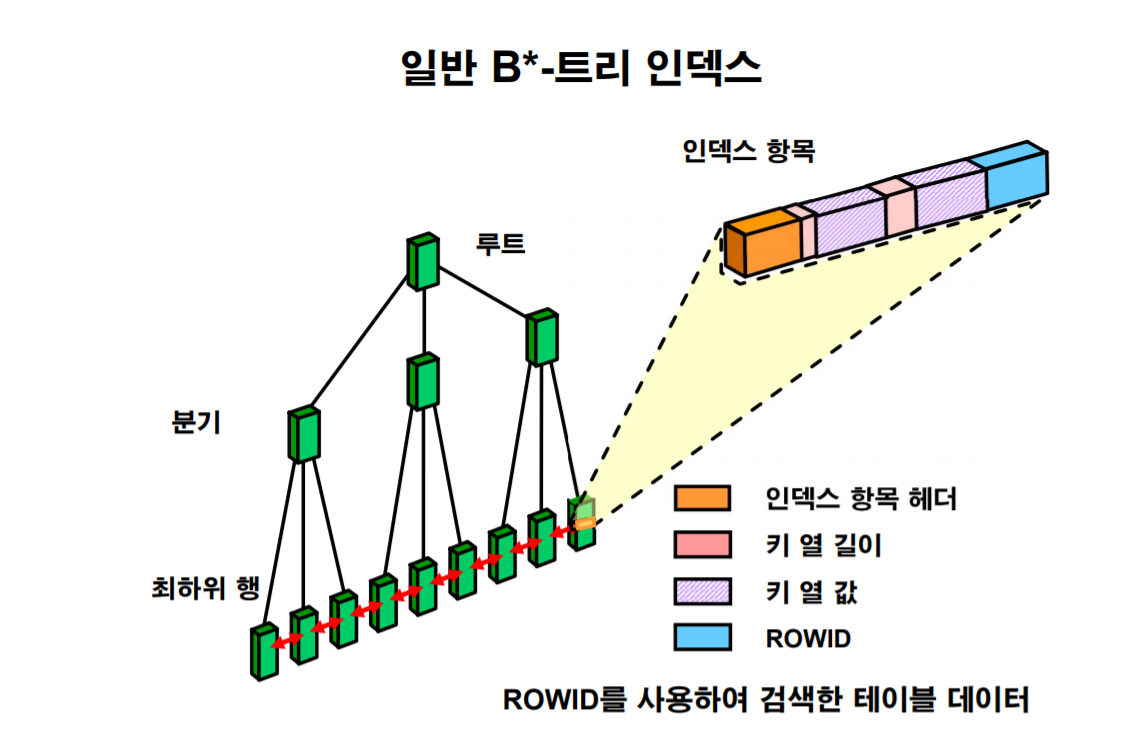 일반 B*-트리 인덱스
인덱스 항목
루트
분기
최하위 행
인덱스 항목 헤더
키 열 길이
키 열 값
ROWID
ROWID를 사용하여 검색한 테이블 데이터